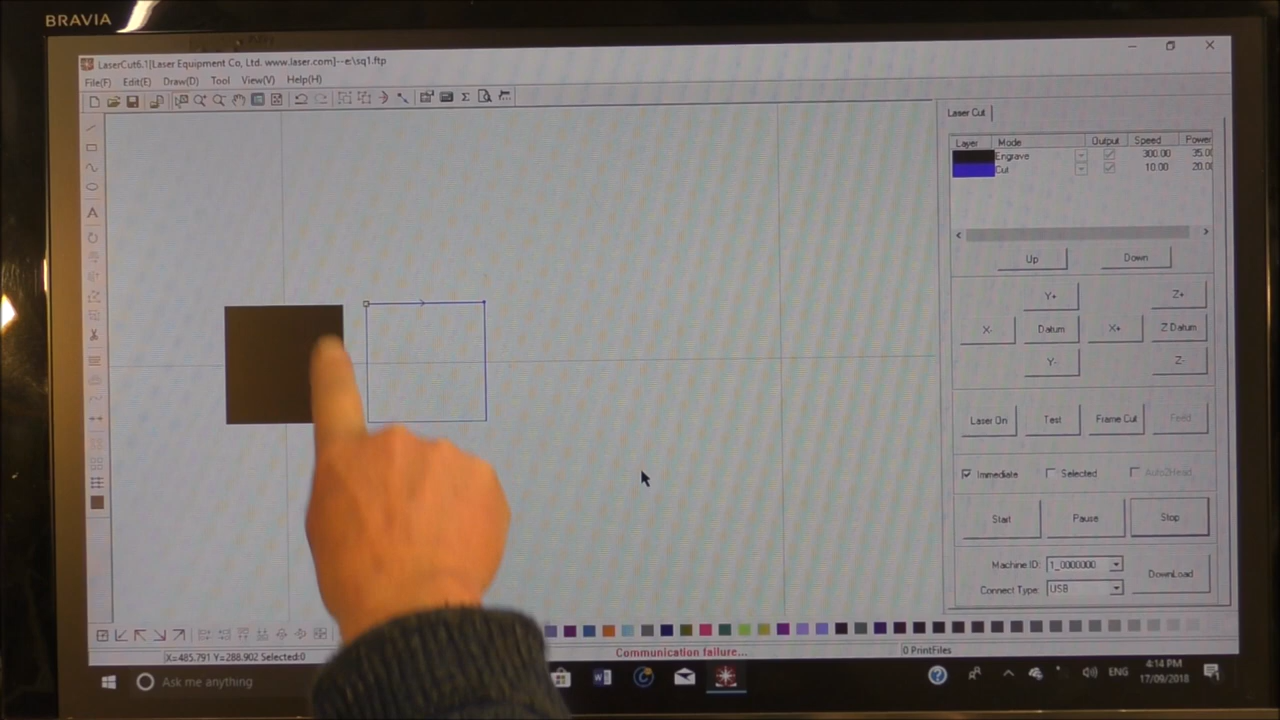 BRAVIA
LaserCut6.1[Laser Equipment Co, Ltd. www.laser.com]--e:\sq1.ftp
File(F) Edit(E) Draw(D) Tool View(V) Help(H)
Laser Cut
Layer Mode Output Speed Power
Engrave 300.00 35.00
Cut 10.00 20.00
Up Down
Y+ Z+
X- Datum X+ Z Datum
Y- Z-
Laser On Test Frame Cut Feed
Immediate Selected Auto2Head
Start Pause Stop
Machine ID: 1_0000000
DownLoad
Connect Type: USB
X=485.791 Y=288.902 Selected:0 Communication failure... 0 PrintFiles
Ask me anything ENG 4:14 PM
17/09/2018